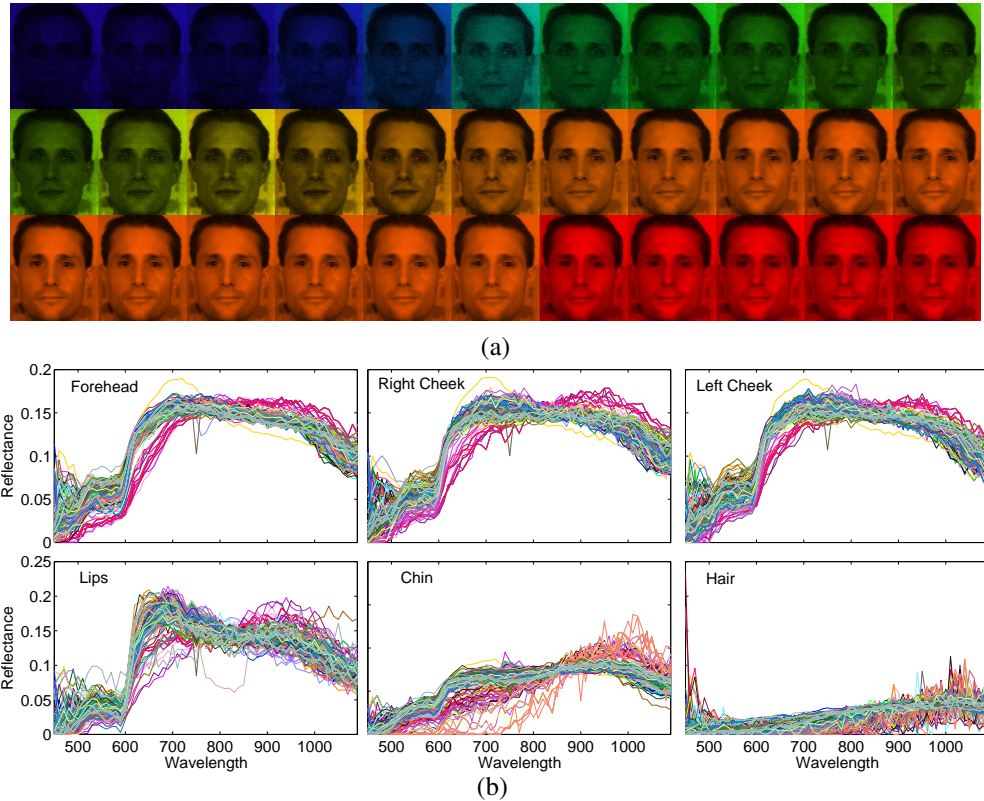 (a)
0.2
0.15
0.1
0.05
0
Reflectance
Forehead
Right Cheek
Left Cheek
0.25
0.2
0.15
0.1
0.05
0
Reflectance
Lips
Chin
Hair
500 600 700 800 900 1000
500 600 700 800 900 1000
500 600 700 800 900 1000
Wavelength
Wavelength
Wavelength
(b)